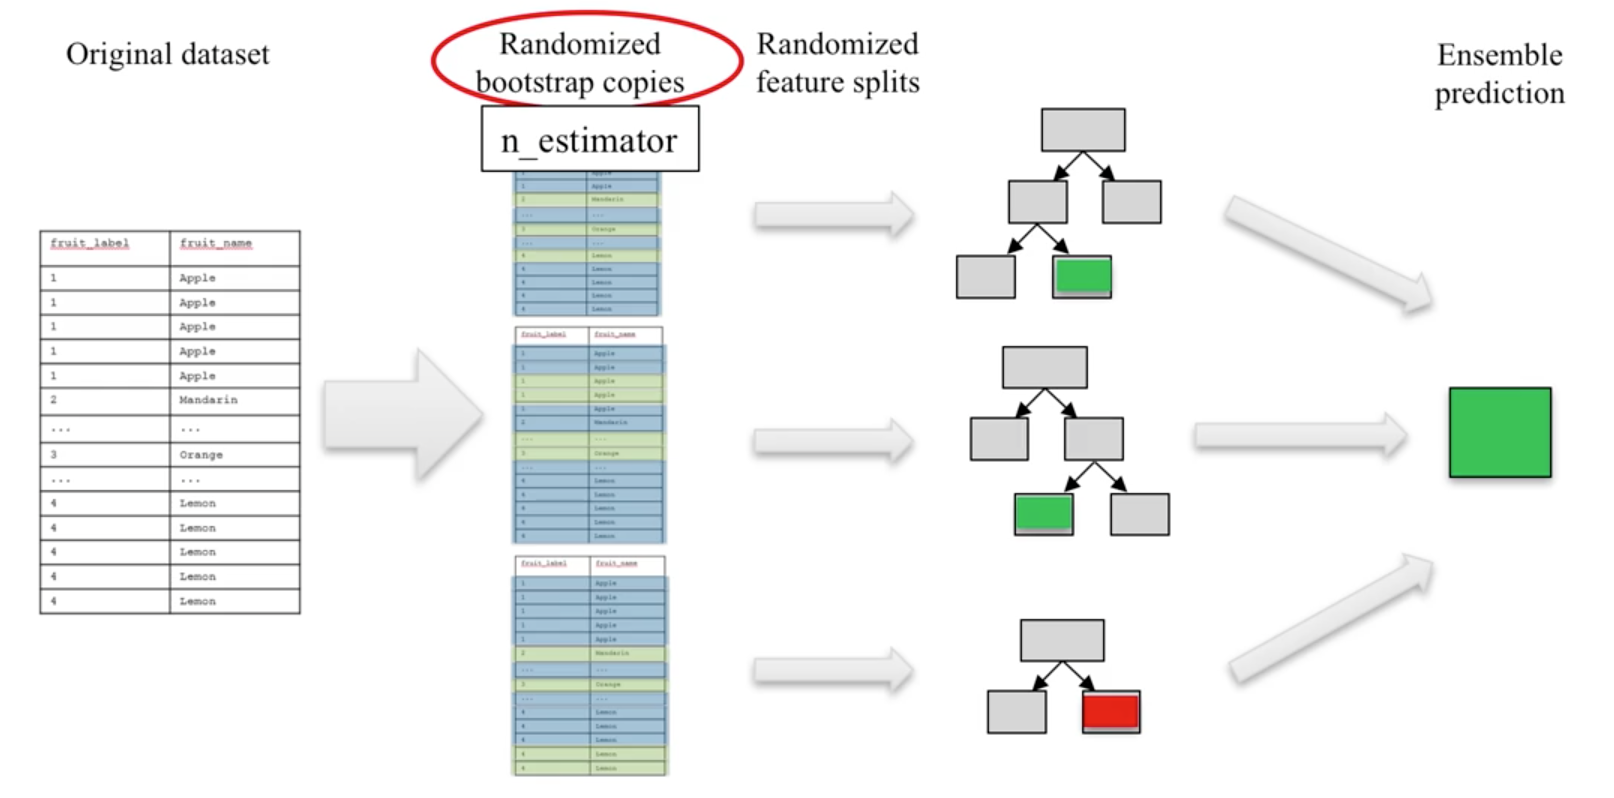 Original dataset
Randomized
bootstrap copies
n_estimator
Randomized
feature splits
Ensemble
prediction
fruit_label fruit_name
1 Apple
1 Apple
1 Apple
1 Apple
1 Apple
2 Mandarin
... ...
3 Orange
... ...
4 Lemon
4 Lemon
4 Lemon
4 Lemon
4 Lemon
1 Apple
1 Apple
2 Mandarin
... ...
3 Orange
... ...
4 Lemon
4 Lemon
4 Lemon
4 Lemon
4 Lemon
fruit_label fruit_name
1 Apple
1 Apple
1 Apple
1 Apple
1 Apple
2 Mandarin
... ...
3 Orange
... ...
4 Lemon
4 Lemon
4 Lemon
4 Lemon
4 Lemon
fruit_label fruit_name
1 Apple
1 Apple
1 Apple
1 Apple
1 Apple
2 Mandarin
... ...
3 Orange
... ...
4 Lemon
4 Lemon
4 Lemon
4 Lemon
4 Lemon